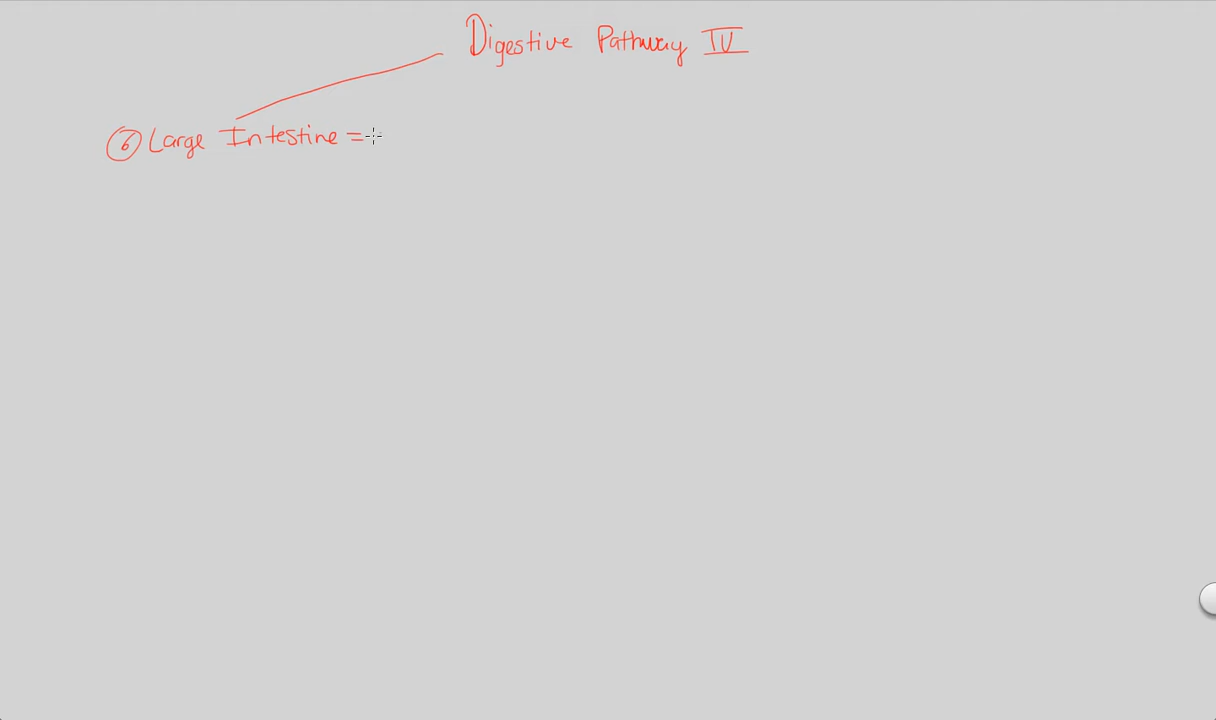 Digestive Pathway IV
⑥ Large Intestine =